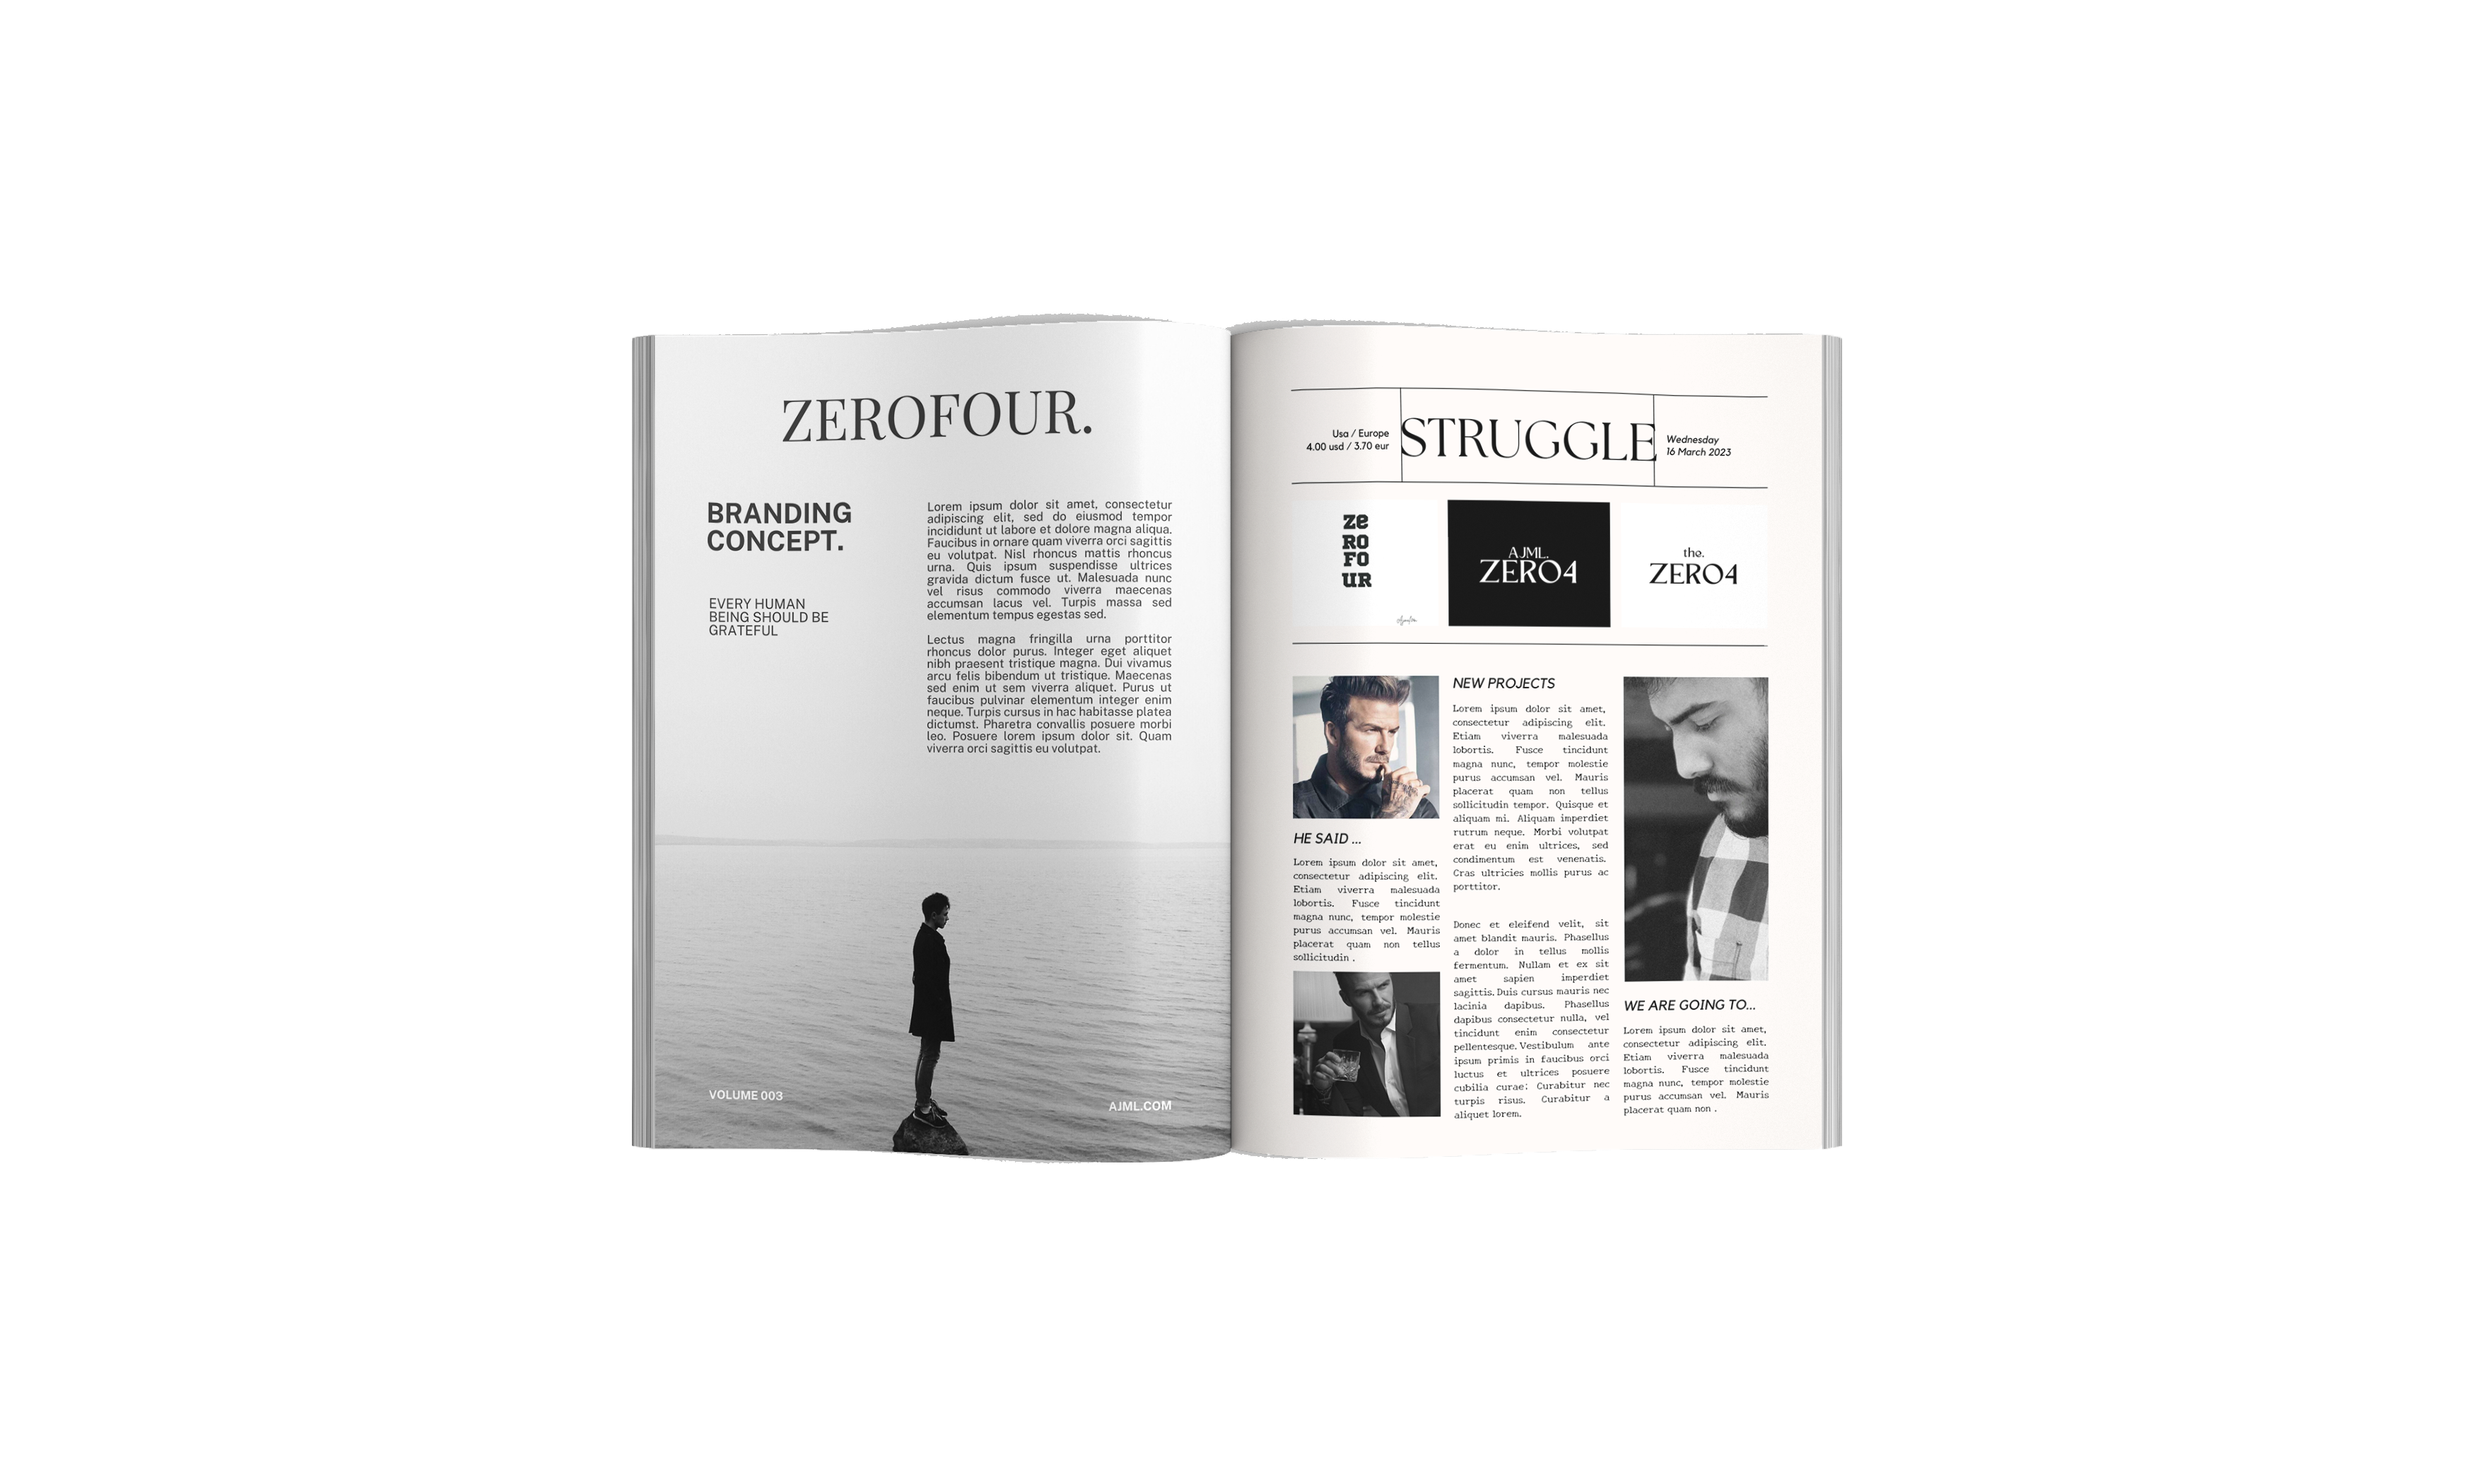 ZEROFOUR.
BRANDING
CONCEPT.
EVERY HUMAN
BEING SHOULD BE
GRATEFUL
Lorem ipsum dolor sit amet, consectetur
adipiscing elit, sed do eiusmod tempor
incididunt ut labore et dolore magna aliqua.
Faucibus in ornare quam viverra orci sagittis
eu volutpat. Nisl rhoncus mattis rhoncus
urna. Quis ipsum suspendisse ultrices
gravida dictum fusce ut. Malesuada nunc
vel risus commodo viverra maecenas
accumsan lacus vel. Turpis massa sed
elementum tempus egestas sed.
Lectus magna fringilla urna porttitor
rhoncus dolor purus. Integer eget aliquet
nibh praesent tristique magna. Dui vivamus
arcu felis bibendum ut tristique. Maecenas
sed enim ut sem viverra aliquet. Purus ut
faucibus pulvinar elementum integer enim
neque. Turpis cursus in hac habitasse platea
dictumst. Pharetra convallis posuere morbi
leo. Posuere lorem ipsum dolor sit. Quam
viverra orci sagittis eu volutpat.
VOLUME 003
AJML.COM
Usa / Europe
4.00 usd / 3.70 eur
STRUGGLE
Wednesday
16 March 2023
ze
RO
FO
UR
AJML.
ZERO4
the.
ZERO4
HE SAID ...
Lorem ipsum dolor sit amet,
consectetur adipiscing elit.
Etiam viverra malesuada
lobortis. Fusce tincidunt
magna nunc, tempor molestie
purus accumsan vel. Mauris
placerat quam non tellus
sollicitudin .
NEW PROJECTS
Lorem ipsum dolor sit amet,
consectetur adipiscing elit.
Etiam viverra malesuada
lobortis. Fusce tincidunt
magna nunc, tempor molestie
purus accumsan vel. Mauris
placerat quam non tellus
sollicitudin tempor. Quisque et
aliquam mi. Aliquam imperdiet
rutrum neque. Morbi volutpat
erat eu enim ultrices, sed
condimentum est venenatis.
Cras ultricies mollis purus ac
porttitor.
Donec et eleifend velit, sit
amet blandit mauris. Phasellus
a dolor in tellus mollis
fermentum. Nullam et ex sit
amet sapien imperdiet
sagittis. Duis cursus mauris nec
lacinia dapibus. Phasellus
dapibus consectetur nulla, vel
tincidunt enim consectetur
pellentesque. Vestibulum ante
ipsum primis in faucibus orci
luctus et ultrices posuere
cubilia curae; Curabitur nec
turpis risus. Curabitur a
aliquet lorem.
WE ARE GOING TO...
Lorem ipsum dolor sit amet,
consectetur adipiscing elit.
Etiam viverra malesuada
lobortis. Fusce tincidunt
magna nunc, tempor molestie
purus accumsan vel. Mauris
placerat quam non .